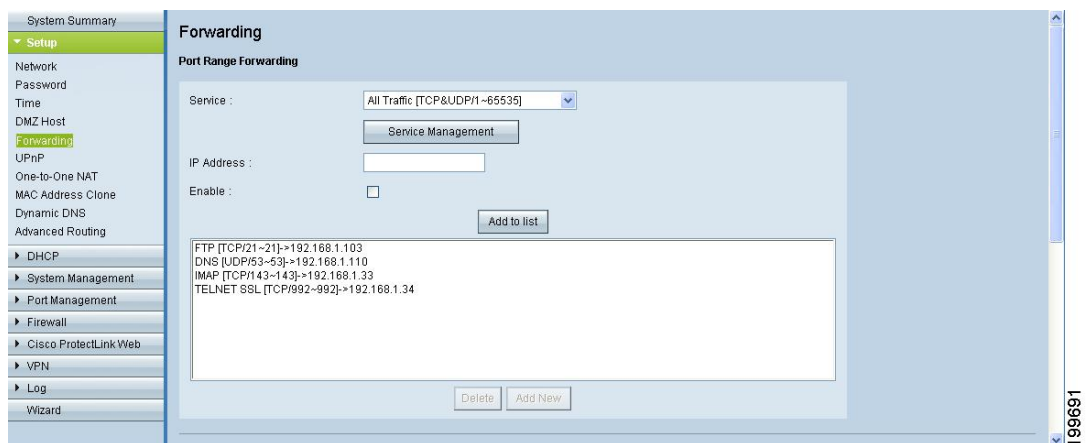 System Summary
Setup
Network
Password
Time
DMZ Host
Forwarding
UPnP
One-to-One NAT
MAC Address Clone
Dynamic DNS
Advanced Routing
DHCP
System Management
Port Management
Firewall
Cisco ProtectLink Web
VPN
Log
Wizard
Forwarding
Port Range Forwarding
Service :
All Traffic [TCP&UDP/1~65535]
Service Management
IP Address :
Enable :
Add to list
FTP [TCP/21~21]->192.168.1.103
DNS [UDP/53~53]->192.168.1.110
IMAP [TCP/143~143]->192.168.1.33
TELNET SSL [TCP/992~992]->192.168.1.34
Delete
Add New
199691